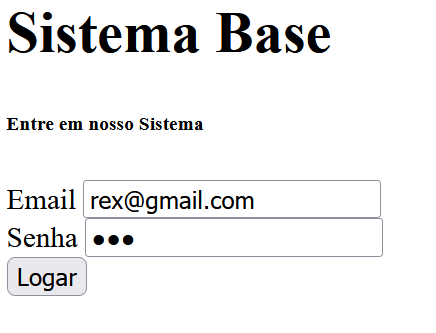 Sistema Base
Entre em nosso Sistema
Email rex@gmail.com
Senha •••
Logar